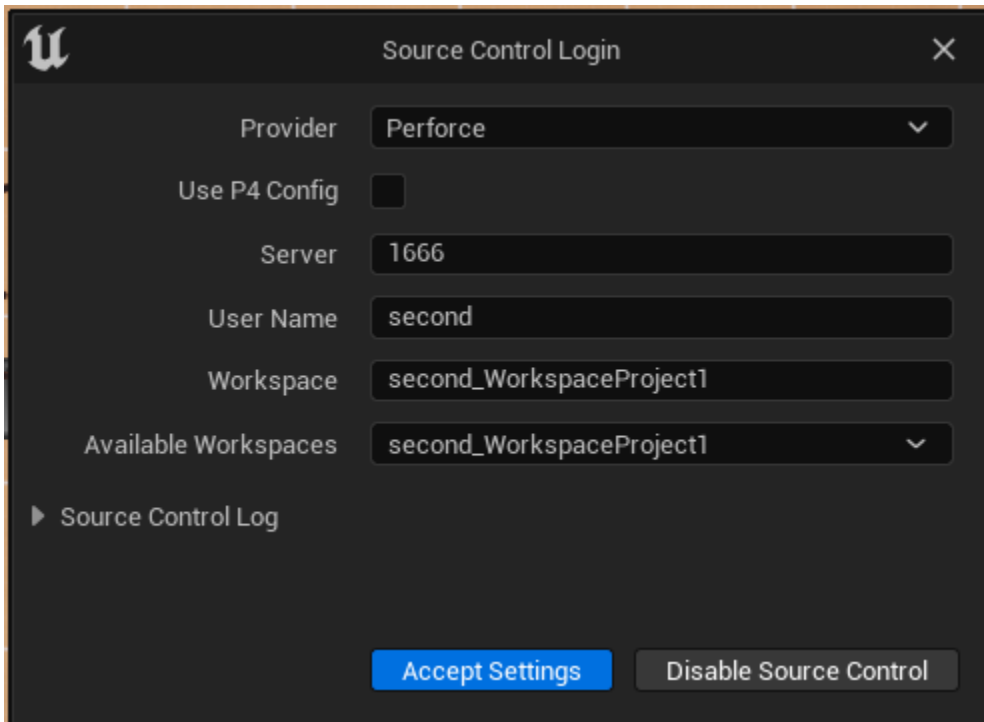 Source Control Login
Provider Perforce
Use P4 Config
Server 1666
User Name second
Workspace second_WorkspaceProject1
Available Workspaces second_WorkspaceProject1
Source Control Log
Accept Settings Disable Source Control